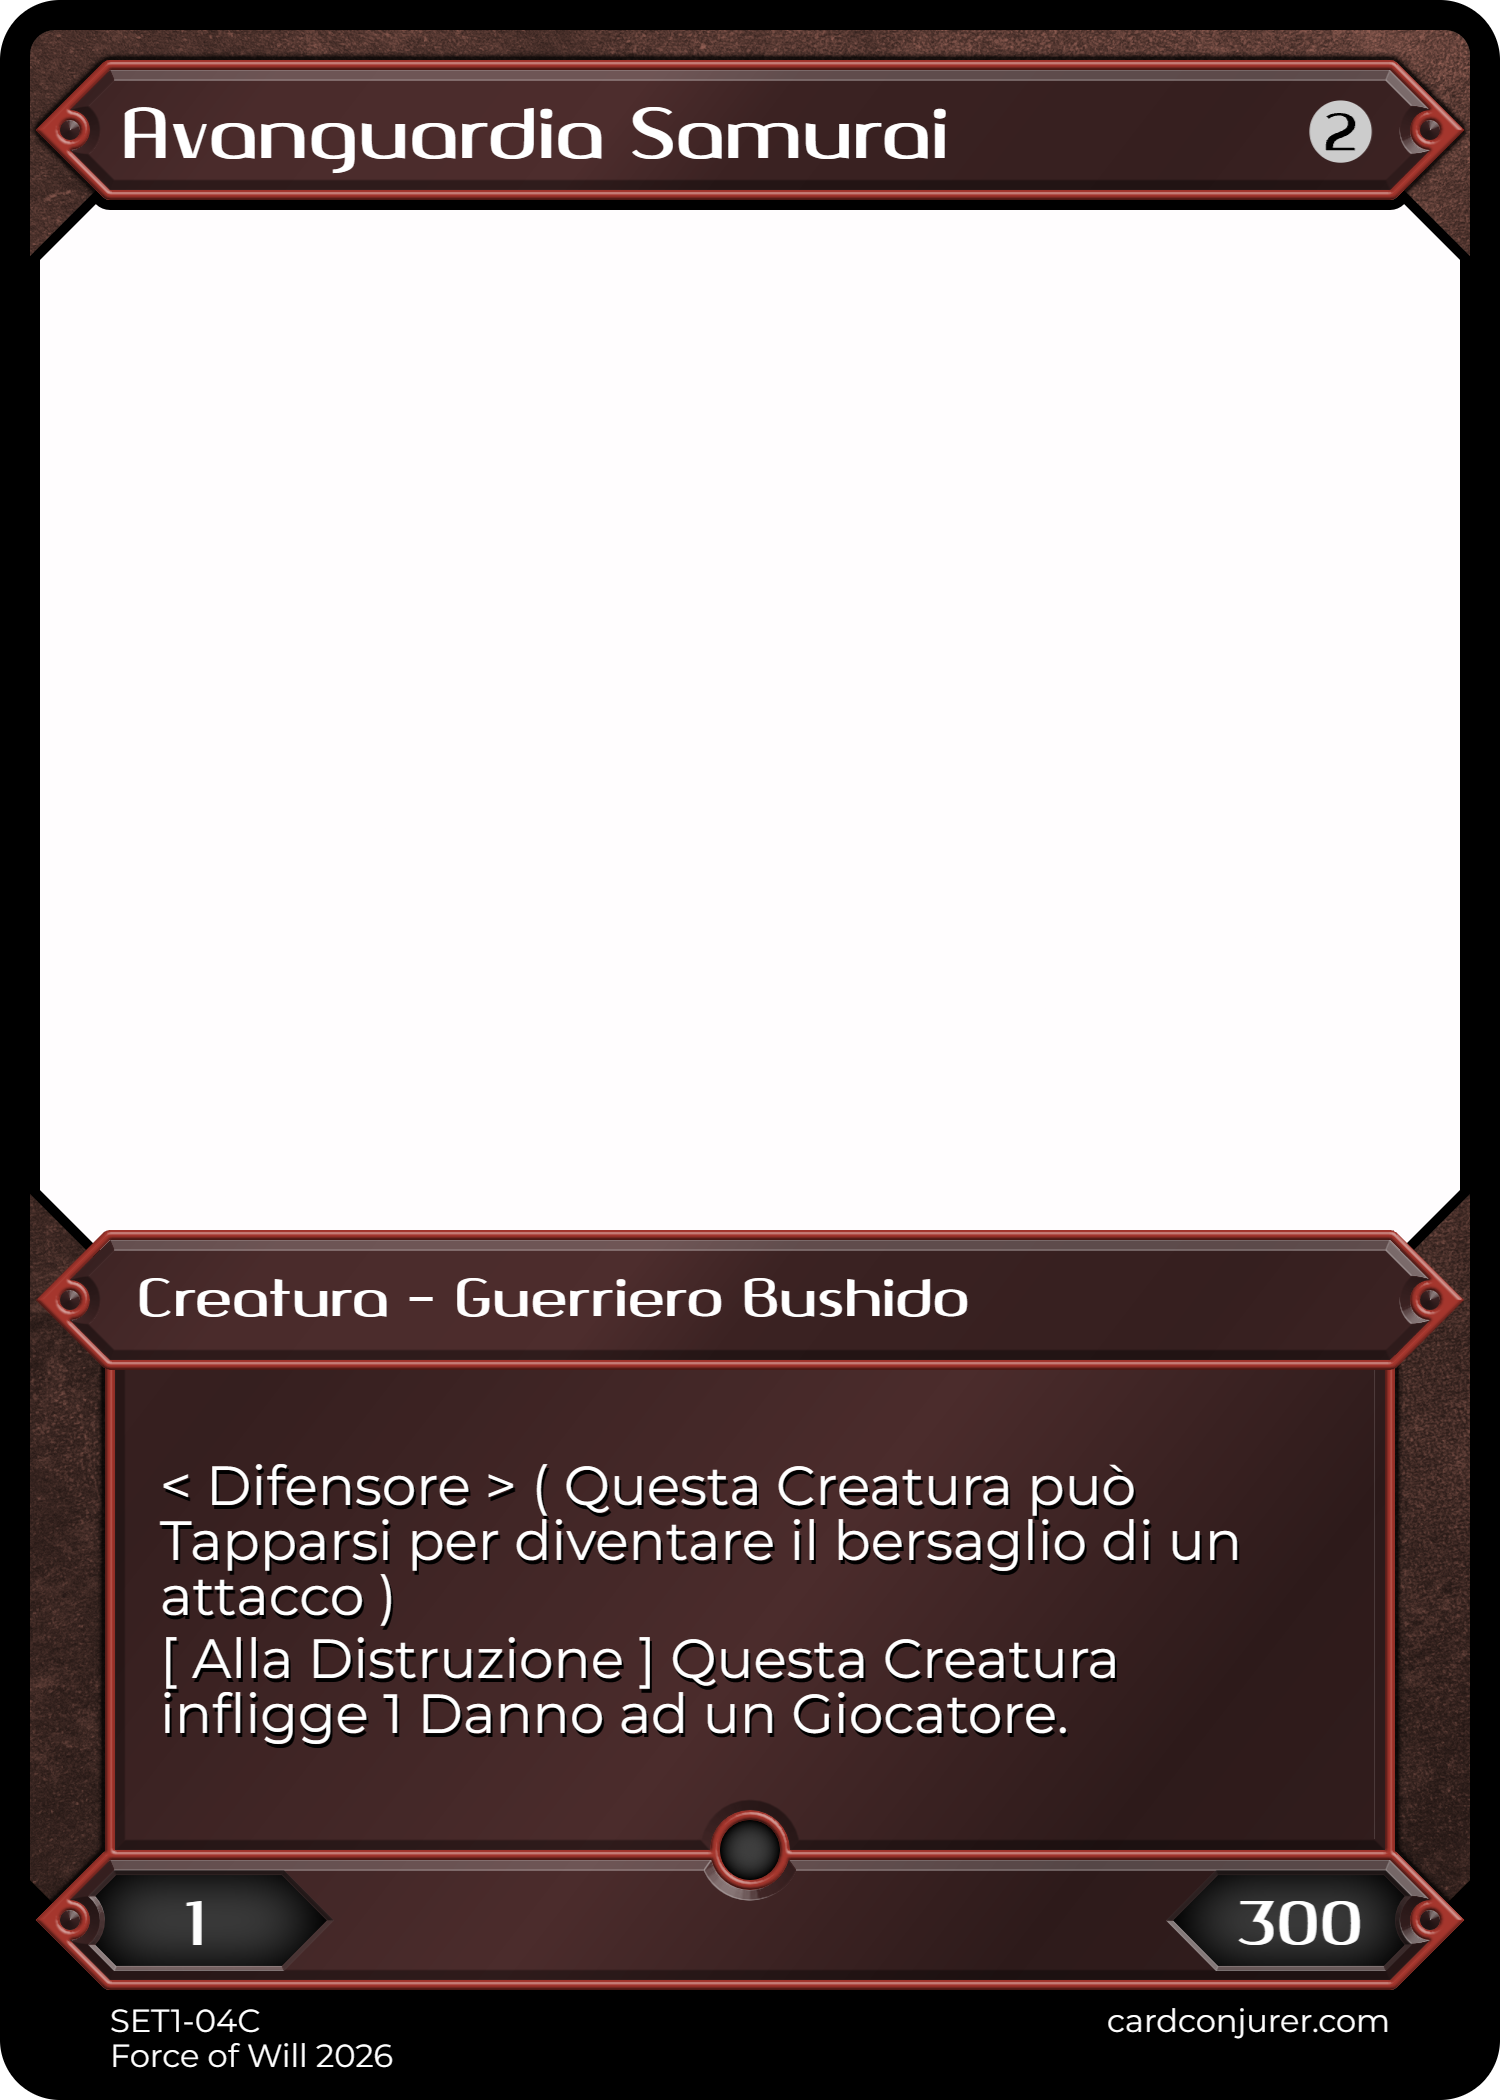 Avanguardia Samurai
2
Creatura - Guerriero Bushido
< Difensore > ( Questa Creatura può
Tapparsi per diventare il bersaglio di un
attacco )
[ Alla Distruzione ] Questa Creatura
infligge 1 Danno ad un Giocatore.
1
300
SET1-04C
cardconjurer.com
Force of Will 2026